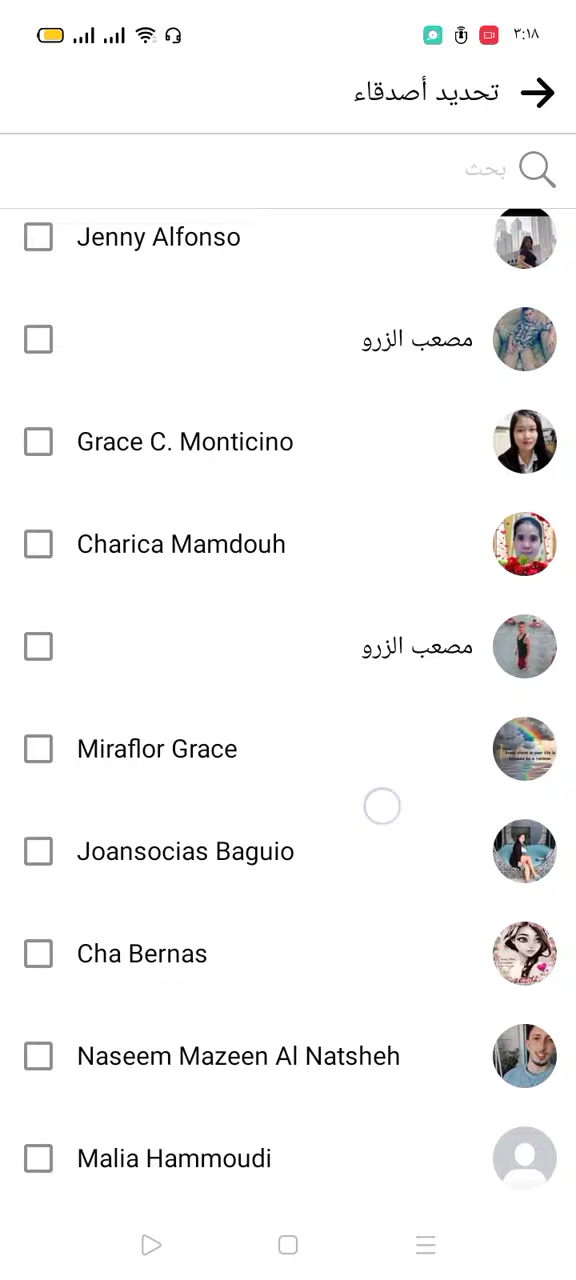 ٣:١٨
تحديد أصدقاء
بحث
Jenny Alfonso
مصعب الزرو
Grace C. Monticino
Charica Mamdouh
مصعب الزرو
Miraflor Grace
Joansocias Baguio
Cha Bernas
Naseem Mazeen Al Natsheh
Malia Hammoudi